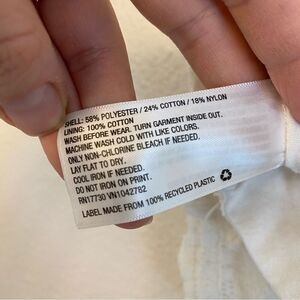 SHELL: 58% POLYESTER / 24% COTTON / 18% NYLON
LINING: 100% COTTON
WASH BEFORE WEAR. TURN GARMENT INSIDE OUT.
MACHINE WASH COLD WITH LIKE COLORS.
ONLY NON-CHLORINE BLEACH IF NEEDED.
LAY FLAT TO DRY.
COOL IRON IF NEEDED.
DO NOT IRON ON PRINT.
RN17730 VN1042782
LABEL MADE FROM 100% RECYCLED PLASTIC